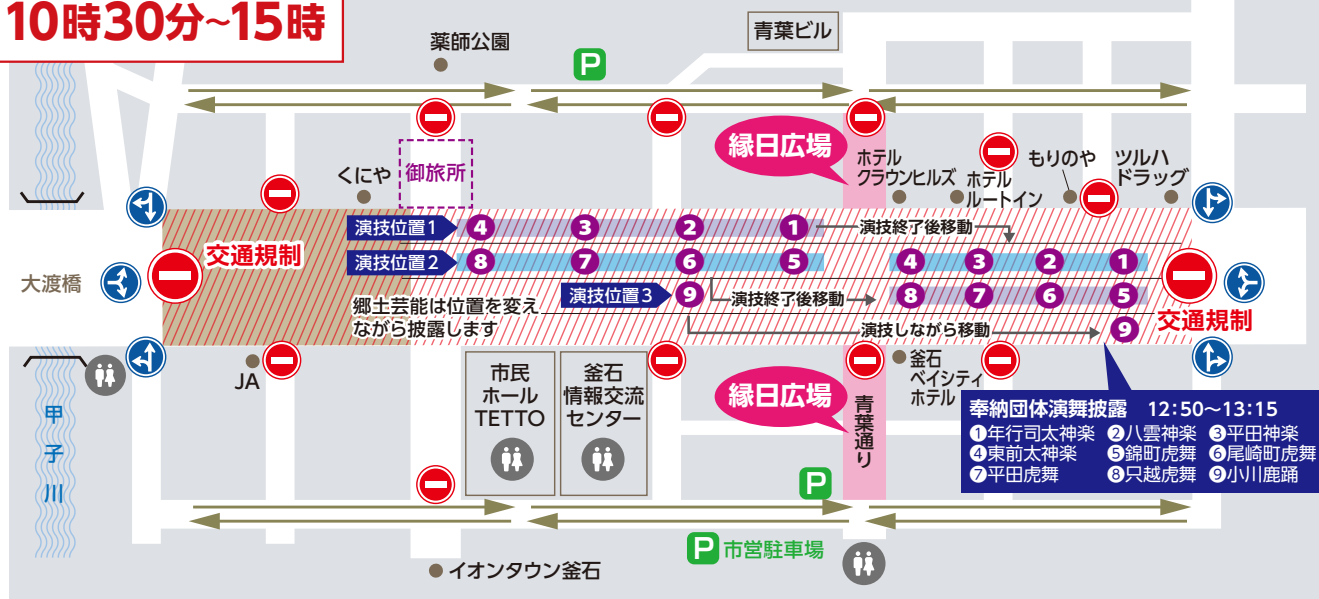 10時30分~15時
薬師公園
P
青葉ビル
縁日広場
御旅所
くにや
ホテル
クラウンヒルズ
ホテル
ルートイン
もりのや
ツルハ
ドラッグ
交通規制
演技位置1
4
3
2
1
演技終了後移動
演技位置2
8
7
6
5
4
3
2
1
大渡橋
演技位置3
9
演技終了後移動
8
7
6
5
郷土芸能は位置を変え
ながら披露します
演技しながら移動
9
交通規制
JA
市民
ホール
TETTO
釜石
情報交流
センター
縁日広場
青葉通り
釜石
ベイシティ
ホテル
奉納団体演舞披露 12:50~13:15
❶年行司太神楽 ❷八雲神楽 ❸平田神楽
❹東前太神楽 ❺錦町虎舞 ❻尾崎町虎舞
❼平田虎舞 ❽只越虎舞 ❾小川鹿踊
甲子川
P
P 市営駐車場
イオンタウン釜石